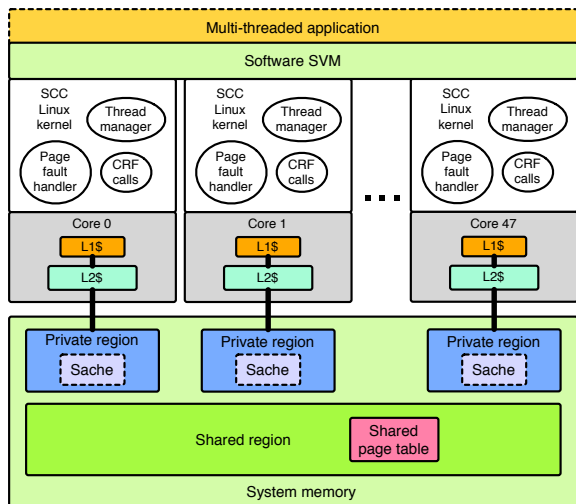 Multi-threaded application
Software SVM
SCC
Linux
kernel
Thread
manager
Page
fault
handler
CRF
calls
SCC
Linux
kernel
Thread
manager
Page
fault
handler
CRF
calls
...
SCC
Linux
kernel
Thread
manager
Page
fault
handler
CRF
calls
Core 0
L1$
L2$
Core 1
L1$
L2$
Core 47
L1$
L2$
Private region
Sache
Private region
Sache
Private region
Sache
Shared region
Shared
page table
System memory